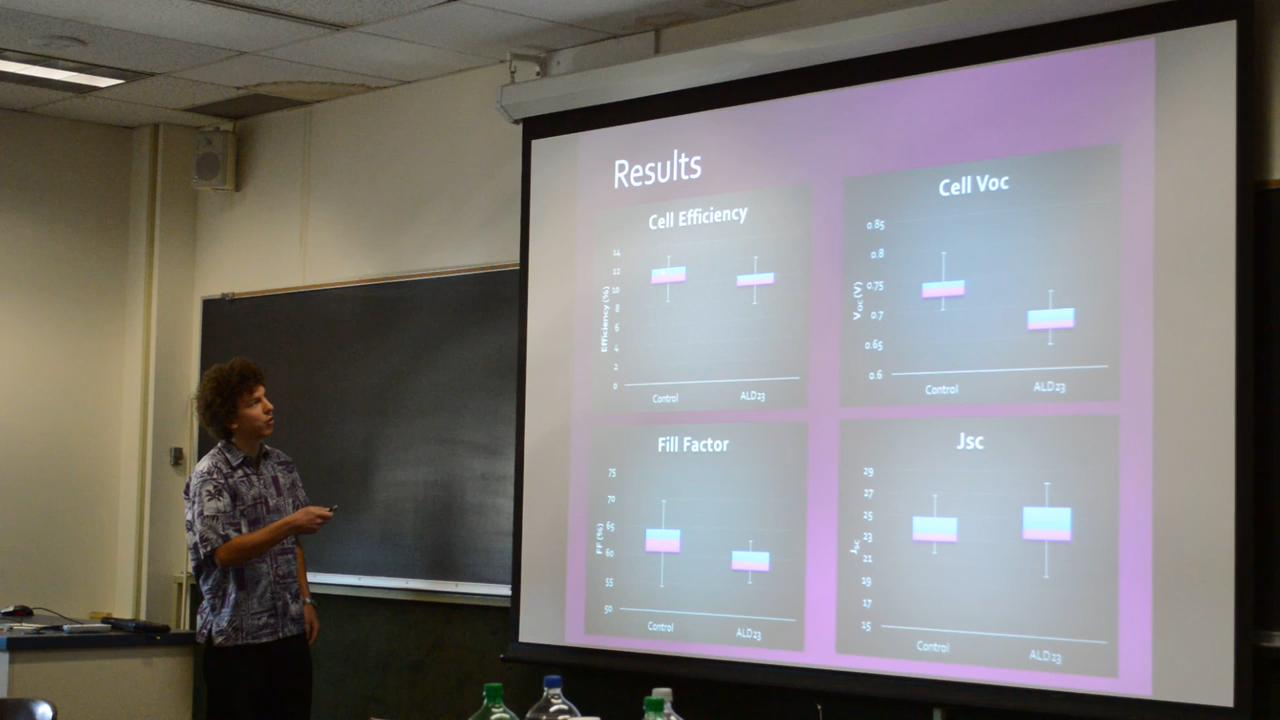 Results
Cell Efficiency
14
12
10
8
6
4
2
0
Efficiency (%)
Control
ALD23
Cell Voc
0.85
0.8
0.75
0.7
0.65
0.6
Voc (V)
Control
ALD23
Fill Factor
75
70
65
60
55
50
FF (%)
Control
ALD23
Jsc
29
27
25
23
21
19
17
15
Jsc
Control
ALD23